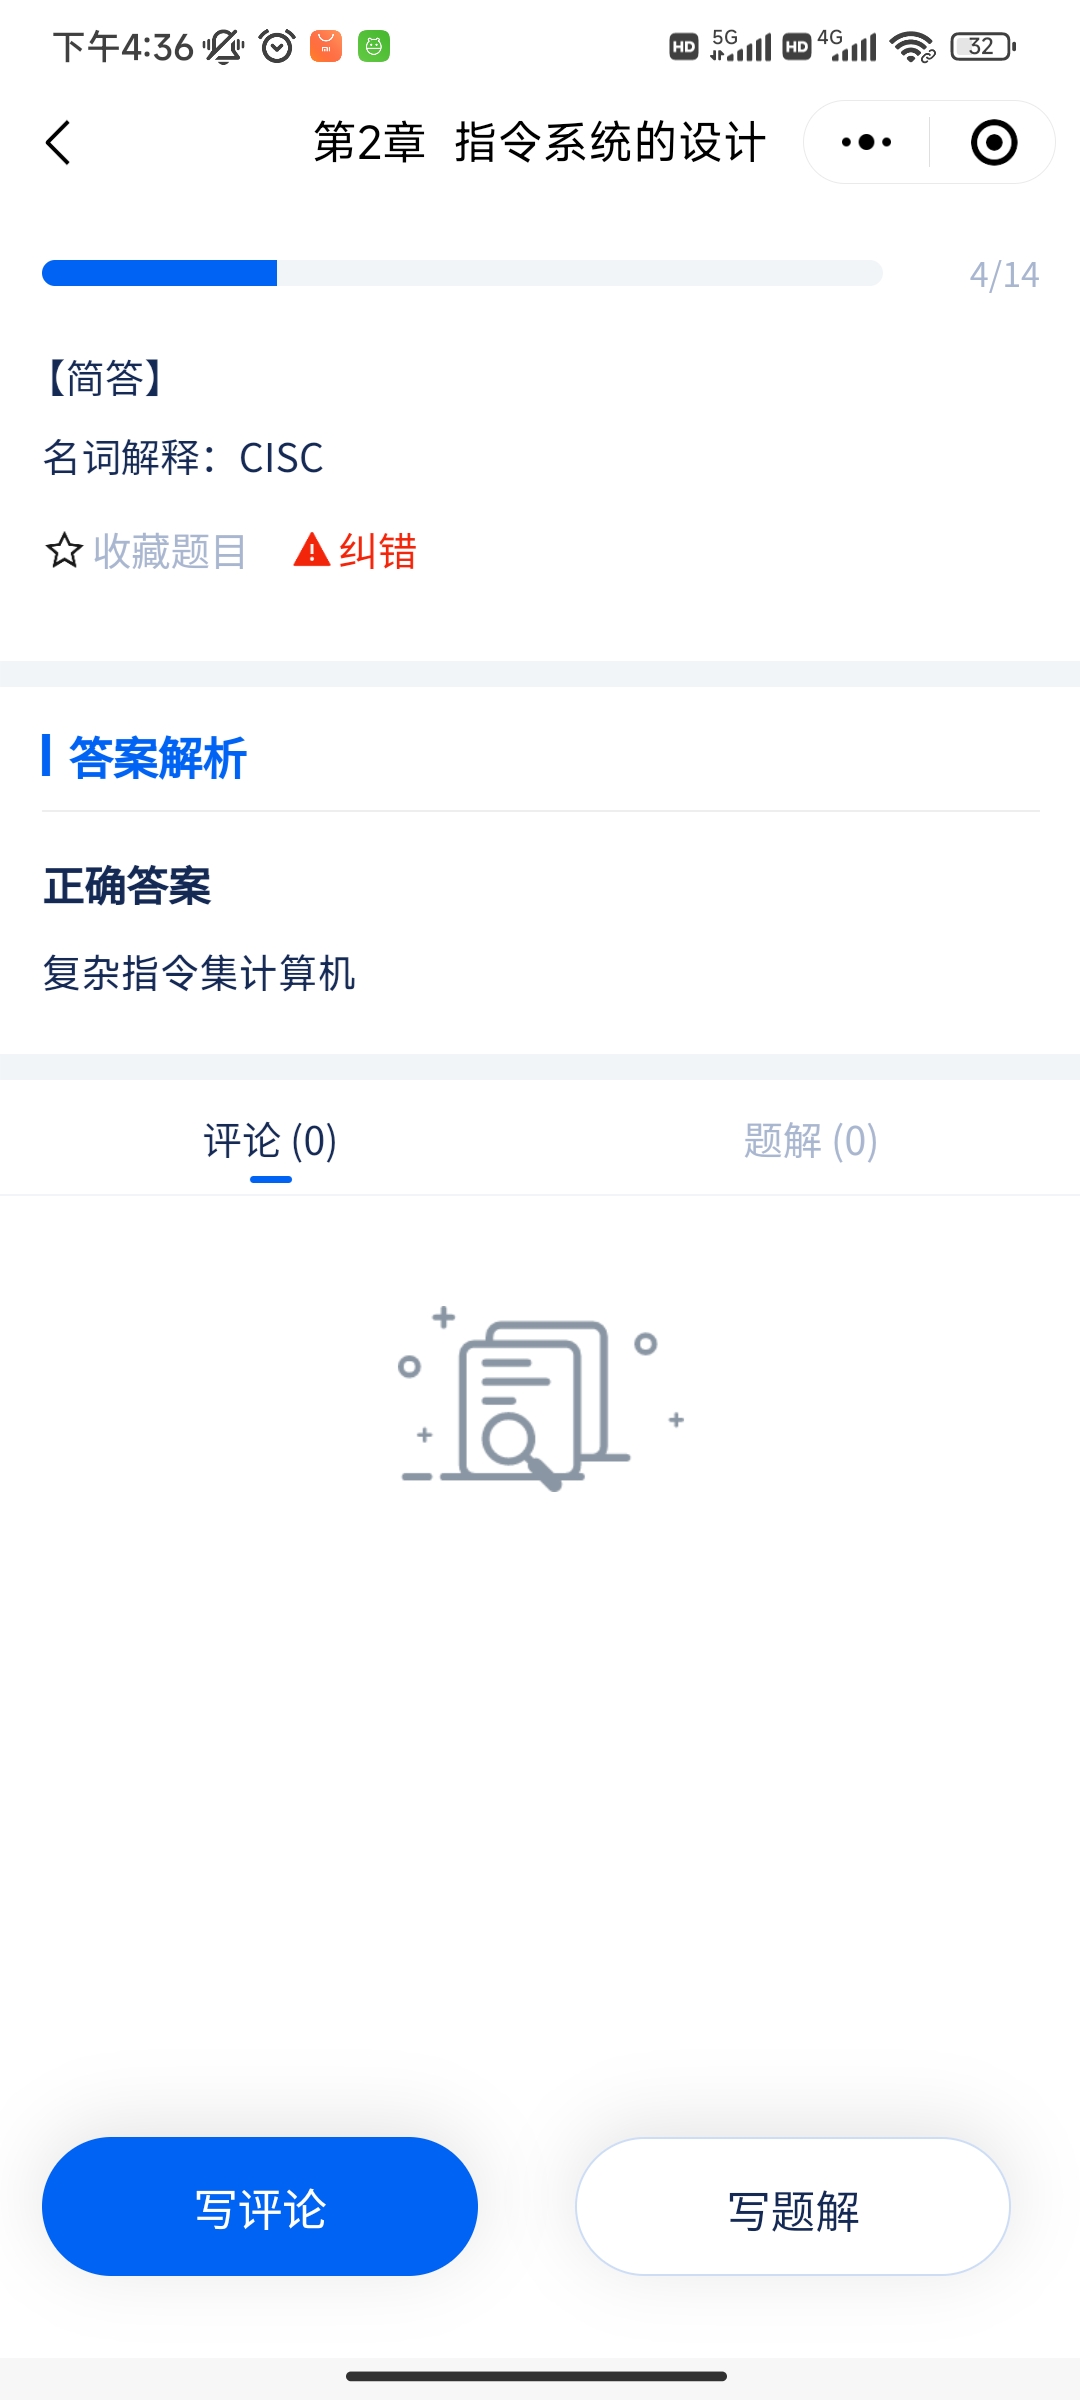 下午4:36
HD 5G HD 4G 32
第2章 指令系统的设计
4/14
【简答】
名词解释：CISC
收藏题目 纠错
答案解析
正确答案
复杂指令集计算机
评论 (0) 题解 (0)
写评论 写题解